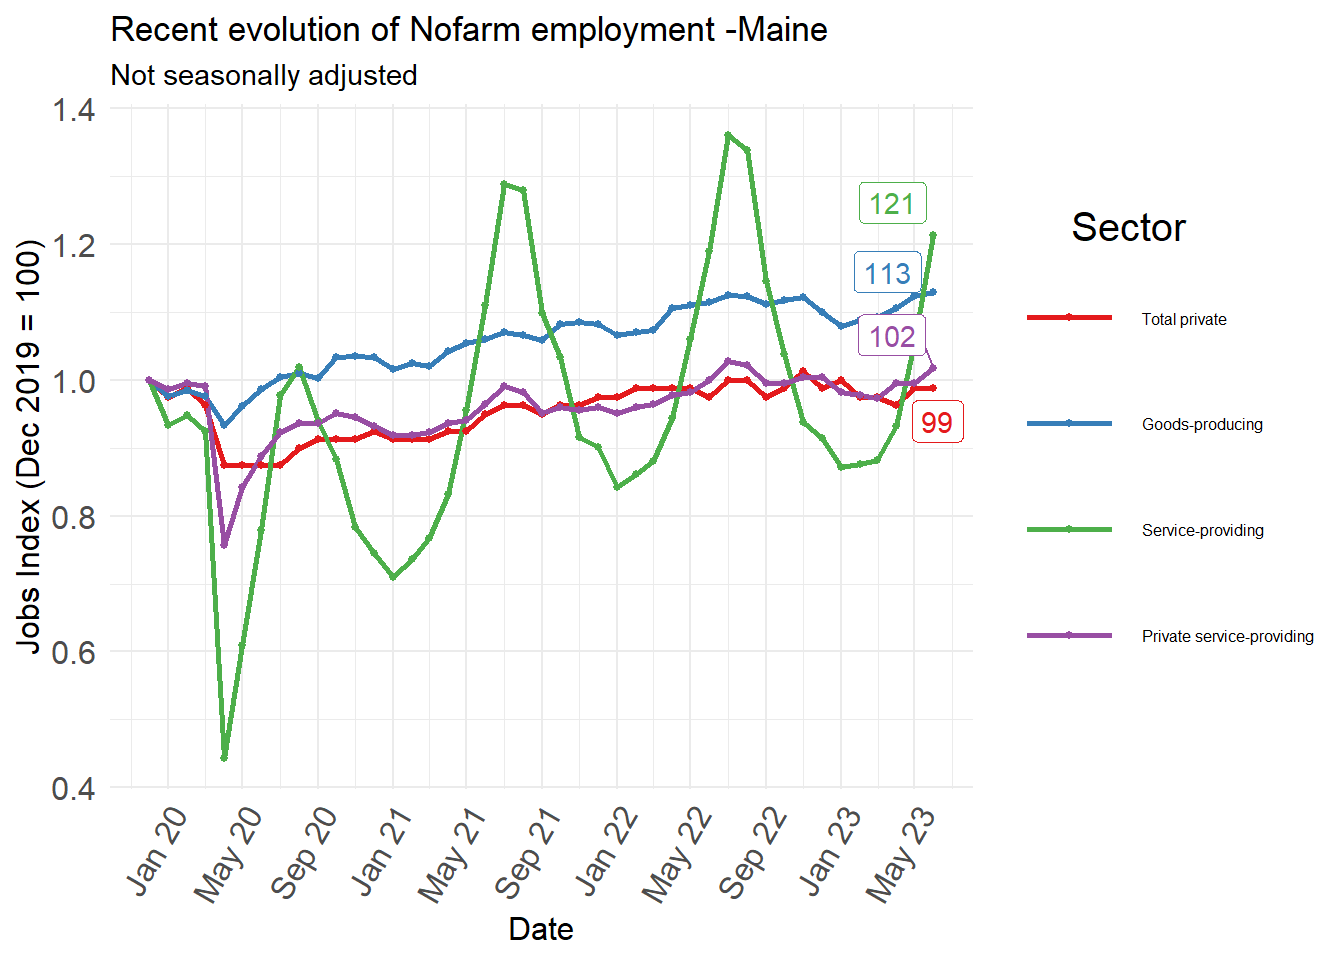 Recent evolution of Nofarm employment -Maine
Not seasonally adjusted
Jobs Index (Dec 2019 = 100)
1.4
1.2
1.0
0.8
0.6
0.4
121
113
102
99
Jan 20
May 20
Sep 20
Jan 21
May 21
Sep 21
Jan 22
May 22
Sep 22
Jan 23
May 23
Date
Sector
Total private
Goods-producing
Service-providing
Private service-providing